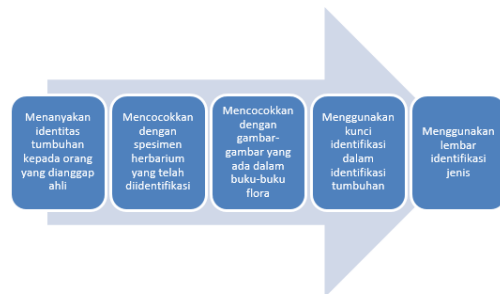 Menanyakan
identitas
tumbuhan
kepada orang
yang dianggap
ahli
Mencocokkan
dengan
spesimen
herbarium
yang telah
diidentifikasi
Mencocokkan
dengan
gambar-
gambar yang
ada dalam
buku-buku
flora
Menggunakan
kunci
identifikasi
dalam
identifikasi
tumbuhan
Menggunakan
lembar
identifikasi
jenis